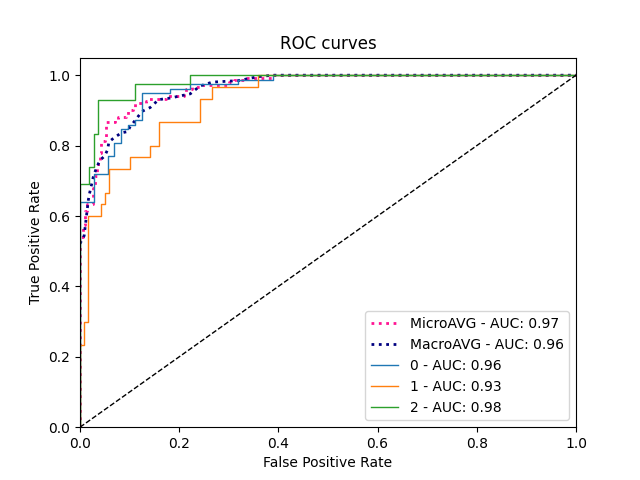 ROC curves
True Positive Rate
1.0
0.8
0.6
0.4
0.2
0.0
0.0 0.2 0.4 0.6 0.8 1.0
False Positive Rate
MicroAVG - AUC: 0.97
MacroAVG - AUC: 0.96
0 - AUC: 0.96
1 - AUC: 0.93
2 - AUC: 0.98